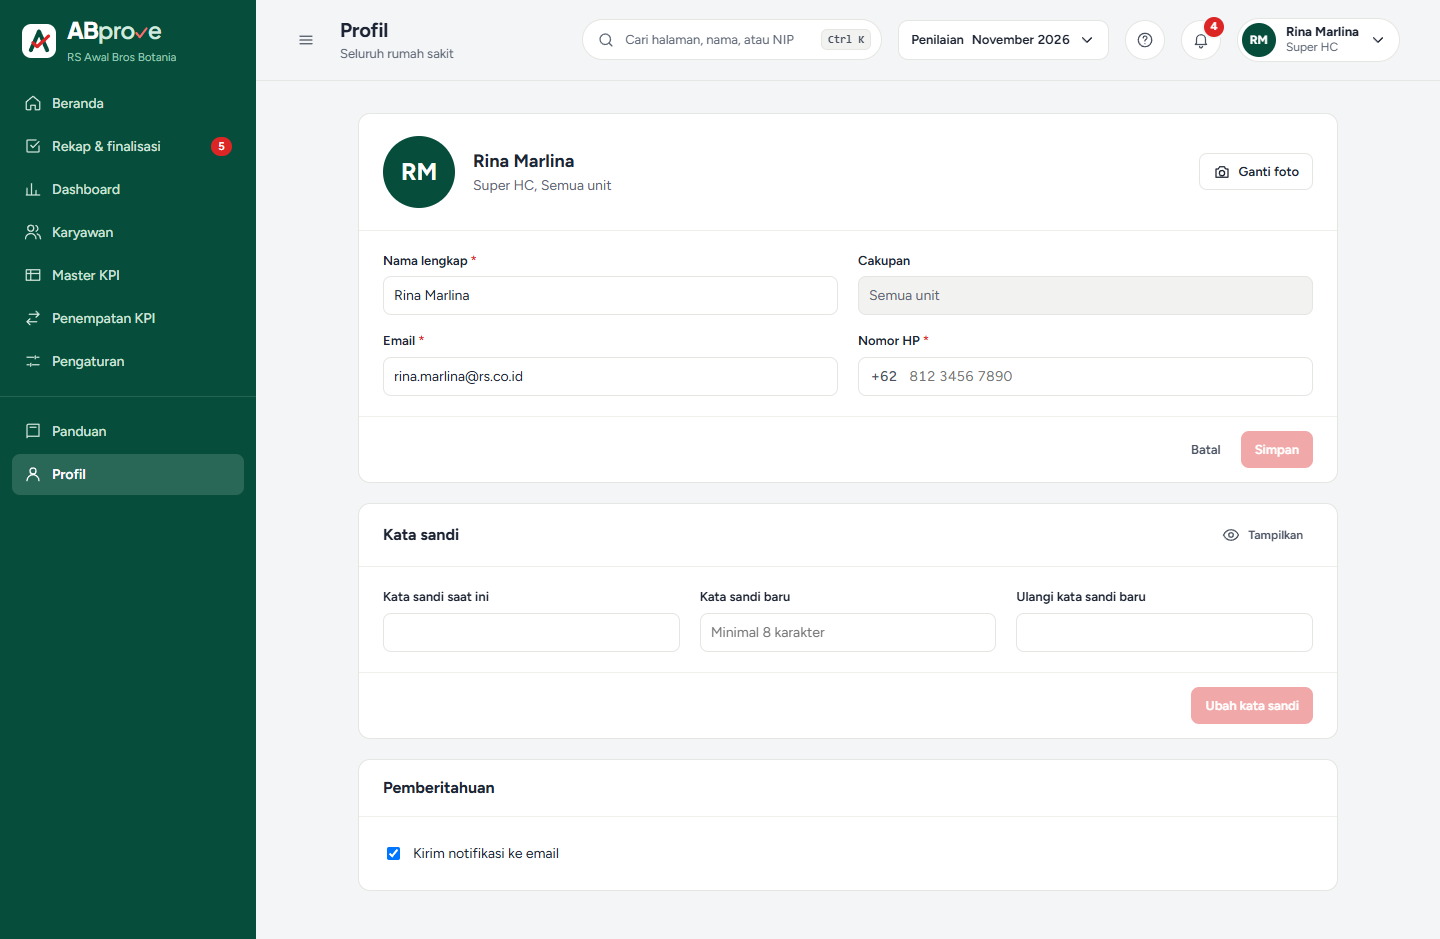 ABprove
RS Awal Bros Botania
Beranda
Rekap & finalisasi 5
Dashboard
Karyawan
Master KPI
Penempatan KPI
Pengaturan
Panduan
Profil
Profil
Seluruh rumah sakit
Cari halaman, nama, atau NIP Ctrl K
Penilaian November 2026
4
RM
Rina Marlina
Super HC
RM
Rina Marlina
Super HC, Semua unit
Ganti foto
Nama lengkap *
Rina Marlina
Cakupan
Semua unit
Email *
rina.marlina@rs.co.id
Nomor HP *
+62 812 3456 7890
Batal
Simpan
Kata sandi
Tampilkan
Kata sandi saat ini
Kata sandi baru
Minimal 8 karakter
Ulangi kata sandi baru
Ubah kata sandi
Pemberitahuan
Kirim notifikasi ke email